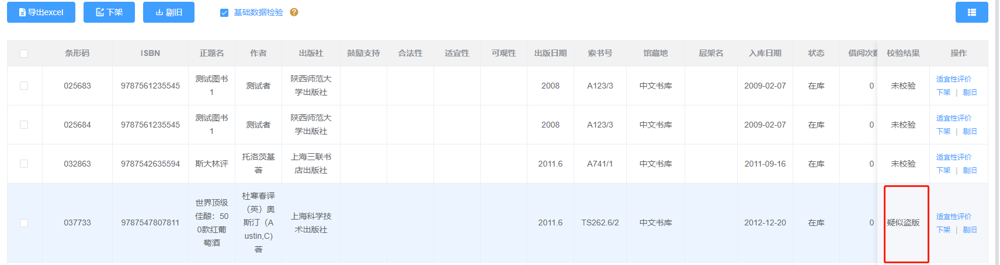 导出excel 下架 剔旧 基础数据检验 ?
条形码 ISBN 正题名 作者 出版社 鼓励支持 合法性 适宜性 可观性 出版日期 索书号 馆藏地 层架名 入库日期 状态 借阅次数 校验结果 操作
025683 9787561235545 测试图书1 测试者 陕西师范大学出版社 2008 A123/3 中文书库 2009-02-07 在库 0 未校验 适宜性评价 下架 | 剔旧
025684 9787561235545 测试图书1 测试者 陕西师范大学出版社 2008 A123/3 中文书库 2009-02-07 在库 0 未校验 适宜性评价 下架 | 剔旧
032863 9787542635594 斯大林评 托洛茨基著 上海三联书店出版社 2011.6 A741/1 中文书库 2011-09-16 在库 0 未校验 适宜性评价 下架 | 剔旧
037733 9787547807811 世界顶级佳酿：500款红葡萄酒 杜寒春译（英）奥斯汀（Austin,C)著 上海科学技术出版社 2011.6 TS262.6/2 中文书库 2012-12-20 在库 0 疑似盗版 适宜性评价 下架 | 剔旧